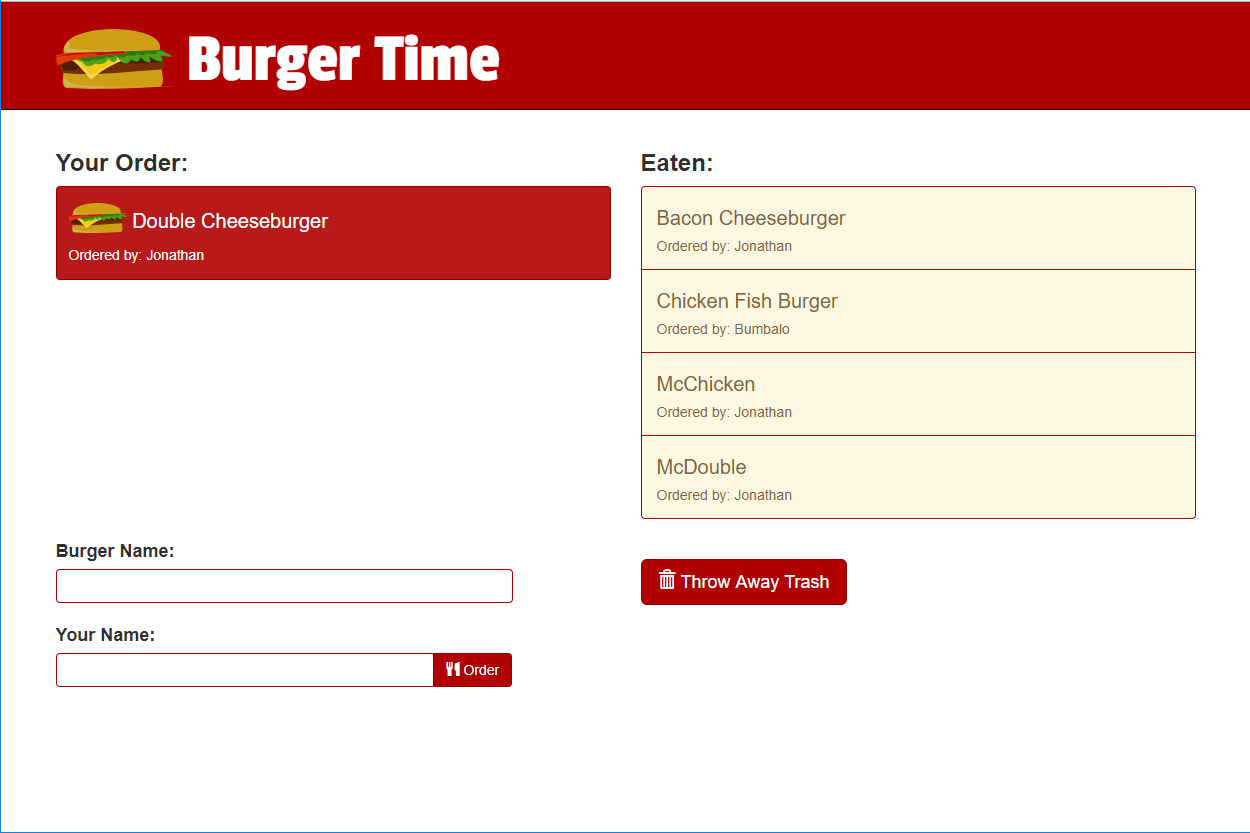 Burger Time
Your Order:
Double Cheeseburger
Ordered by: Jonathan
Eaten:
Bacon Cheeseburger
Ordered by: Jonathan
Chicken Fish Burger
Ordered by: Bumbalo
McChicken
Ordered by: Jonathan
McDouble
Ordered by: Jonathan
Burger Name:
Your Name:
Order
Throw Away Trash